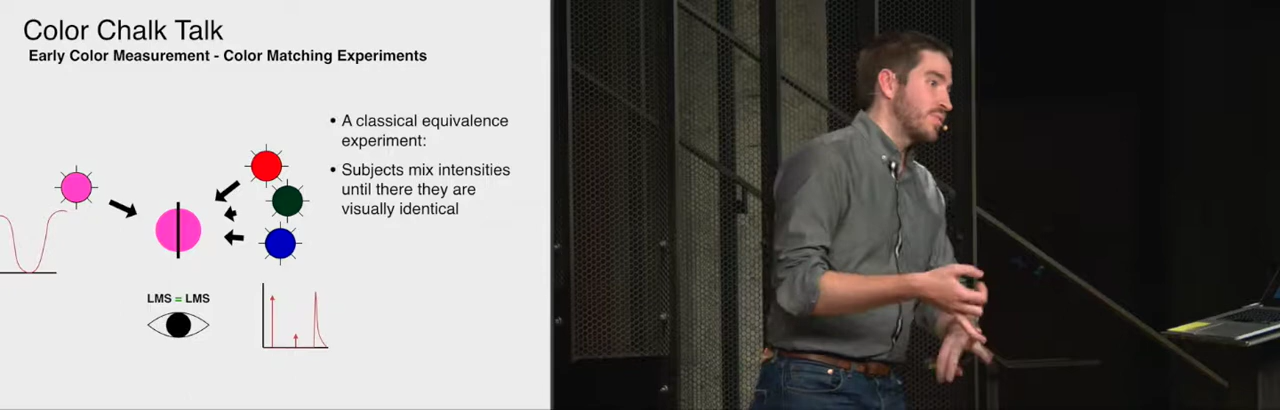 Color Chalk Talk
Early Color Measurement - Color Matching Experiments
• A classical equivalence
experiment:
• Subjects mix intensities
until there they are
visually identical
LMS = LMS